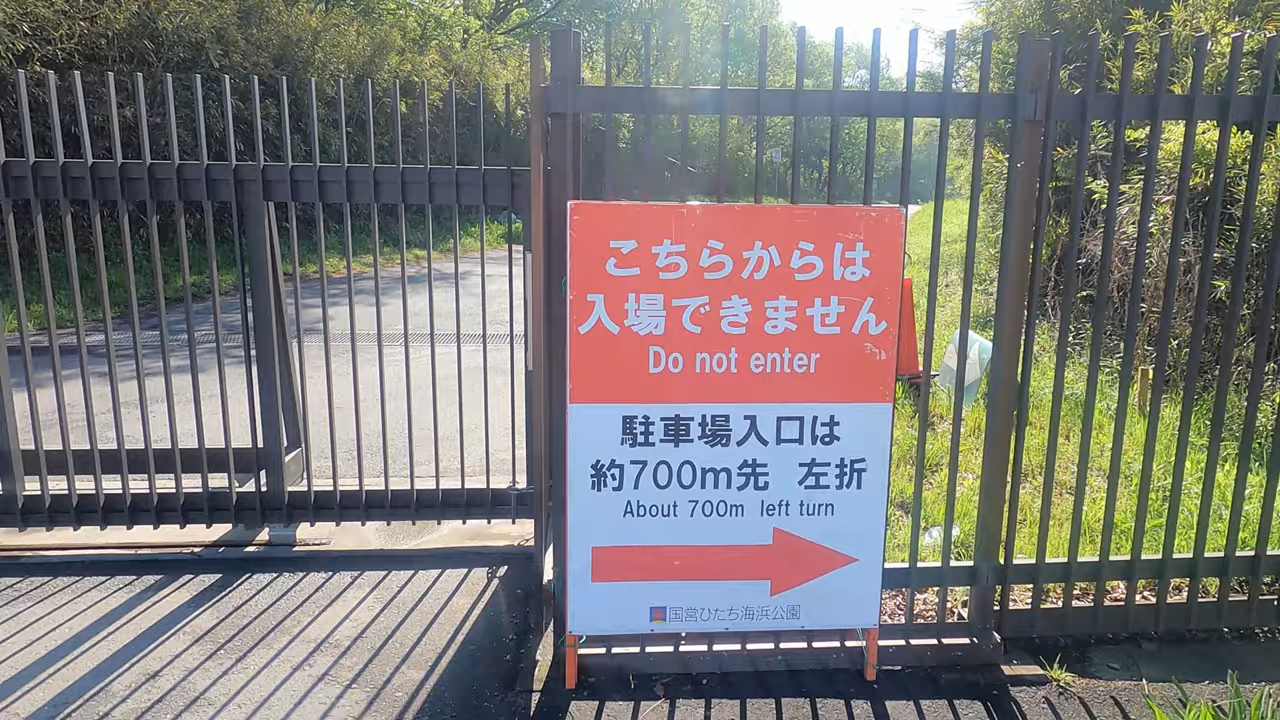 こちらからは
入場できません
Do not enter
駐車場入口は
約700m先 左折
About 700m left turn
国営ひたち海浜公園